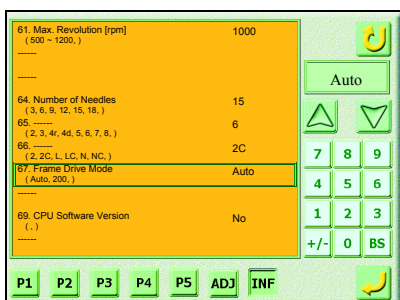 61. Max. Revolution [rpm] 1000
( 500 ~ 1200, )
------
------
64. Number of Needles 15
( 3, 6, 9, 12, 15, 18, )
65. ------ 6
( 2, 3, 4r, 4d, 5, 6, 7, 8, )
66. ------ 2C
( 2, 2C, L, LC, N, NC, )
67. Frame Drive Mode Auto
( Auto, 200, )
------
69. CPU Software Version No
( , )
------
Auto
7 8 9
4 5 6
1 2 3
+/- 0 BS
P1 P2 P3 P4 P5 ADJ INF